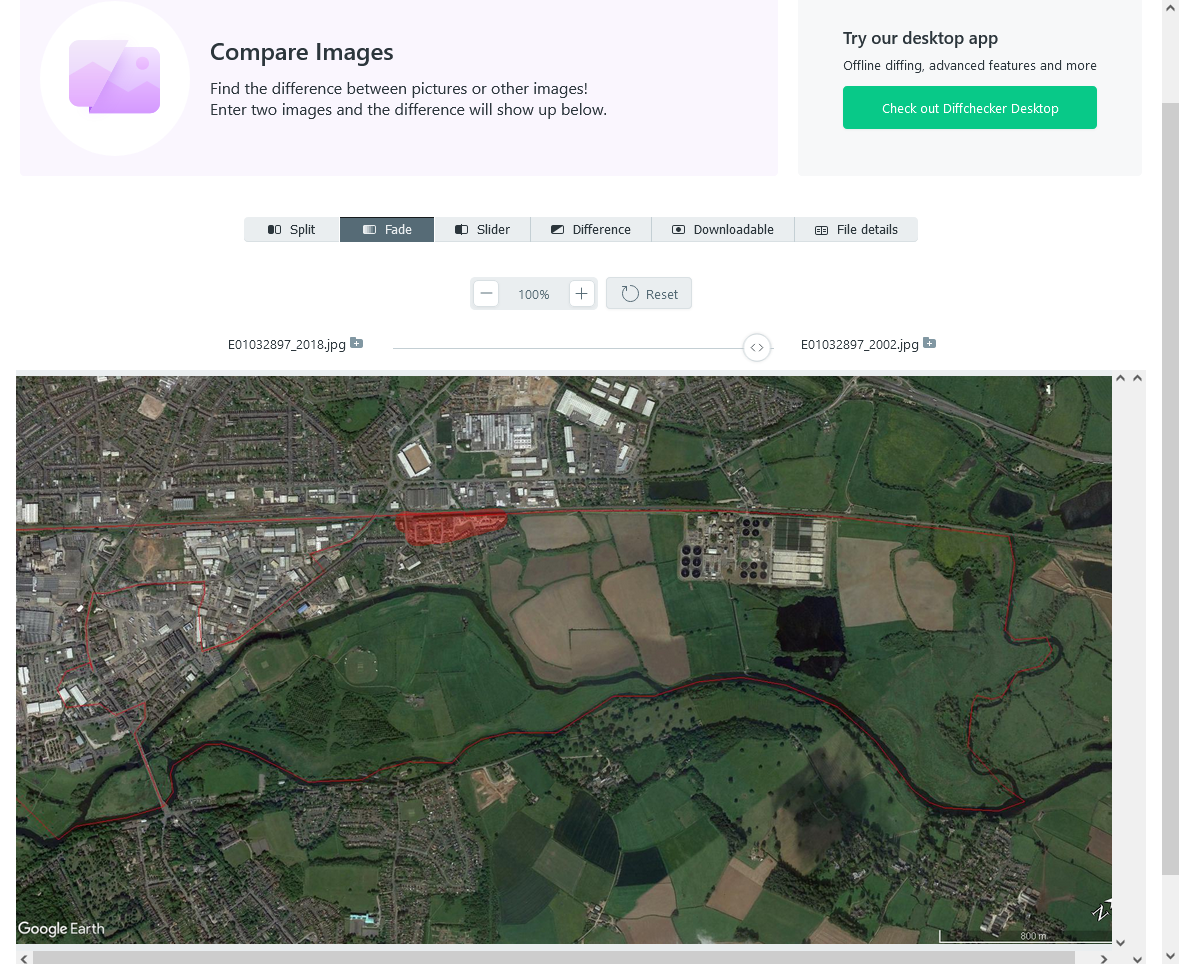 Compare Images
Find the difference between pictures or other images!
Enter two images and the difference will show up below.
Try our desktop app
Offline diffing, advanced features and more
Check out Diffchecker Desktop
Split
Fade
Slider
Difference
Downloadable
File details
100%
Reset
E01032897_2018.jpg
E01032897_2002.jpg
Google Earth
N
800 m